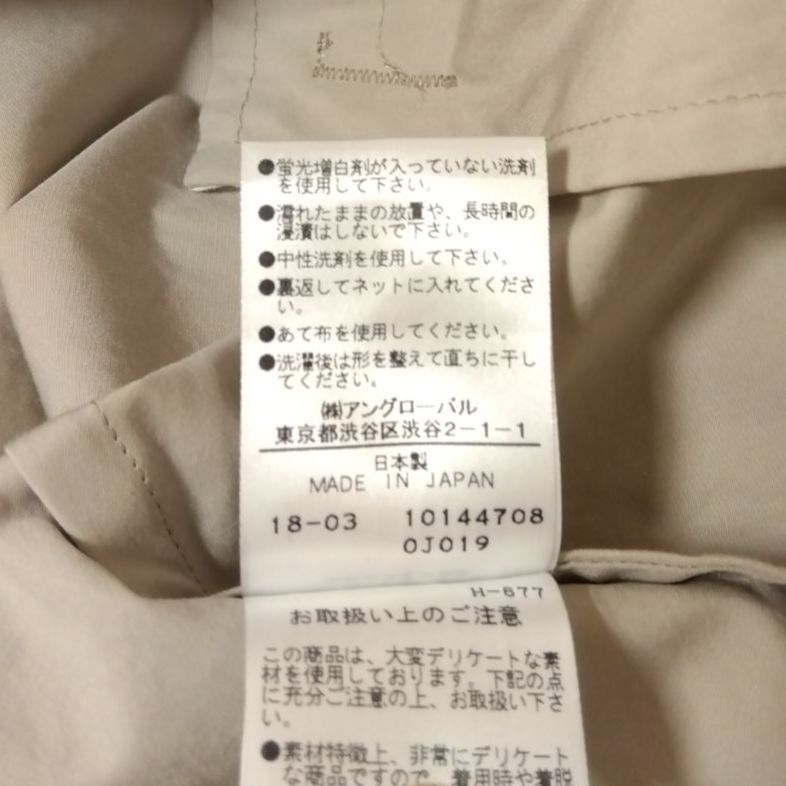 ●蛍光増白剤が入っていない洗剤
を使用して下さい。
●濡れたままの放置や、長時間の
浸漬はしないで下さい。
●中性洗剤を使用して下さい。
●裏返してネットに入れてくださ
い。
●あて布を使用してください。
●洗濯後は形を整えて直ちに干し
てください。
㈱アングローバル
東京都渋谷区渋谷2-1-1
日本製
MADE IN JAPAN
18-03 10144708
0J019
H-677
お取扱い上のご注意
この商品は、大変デリケートな素
材を使用しております。下記の点
に充分ご注意の上、お取扱い下さ
い。
●素材特徴上、非常にデリケート
な商品ですので、着用時や着脱